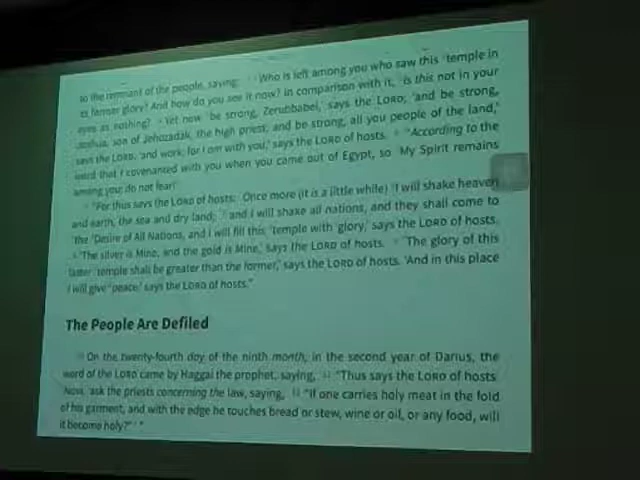 to the remnant of the people, saying: "Who is left among you who saw this temple in
its former glory? And how do you see it now? In comparison with it, is this not in your
eyes as nothing? Yet now be strong, Zerubbabel,' says the LORD; 'and be strong,
Joshua, son of Jehozadak, the high priest; and be strong, all you people of the land,'
says the LORD, 'and work; for I am with you,' says the LORD of hosts. 'According to the
word that I covenanted with you when you came out of Egypt, so My Spirit remains
among you; do not fear!'
"For thus says the LORD of hosts: 'Once more (it is a little while) I will shake heaven
and earth, the sea and dry land; and I will shake all nations, and they shall come to
the Desire of All Nations, and I will fill this temple with glory,' says the LORD of hosts.
'The silver is Mine, and the gold is Mine,' says the LORD of hosts. 'The glory of this
latter temple shall be greater than the former,' says the LORD of hosts. 'And in this place
I will give peace,' says the LORD of hosts."
The People Are Defiled
On the twenty-fourth day of the ninth month, in the second year of Darius, the
word of the LORD came by Haggai the prophet, saying, "Thus says the LORD of hosts:
'Now, ask the priests concerning the law, saying, "If one carries holy meat in the fold
of his garment, and with the edge he touches bread or stew, wine or oil, or any food, will
it become holy?"'"